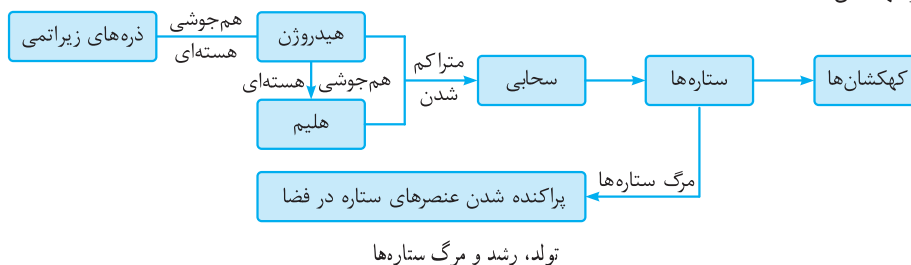 ذره‌های زیراتمی
هم‌جوشی
هسته‌ای
هیدروژن
هم‌جوشی هسته‌ای
هلیم
متراکم
شدن
سحابی
ستاره‌ها
کهکشان‌ها
مرگ ستاره‌ها
پراکنده شدن عنصرهای ستاره در فضا
تولد، رشد و مرگ ستاره‌ها